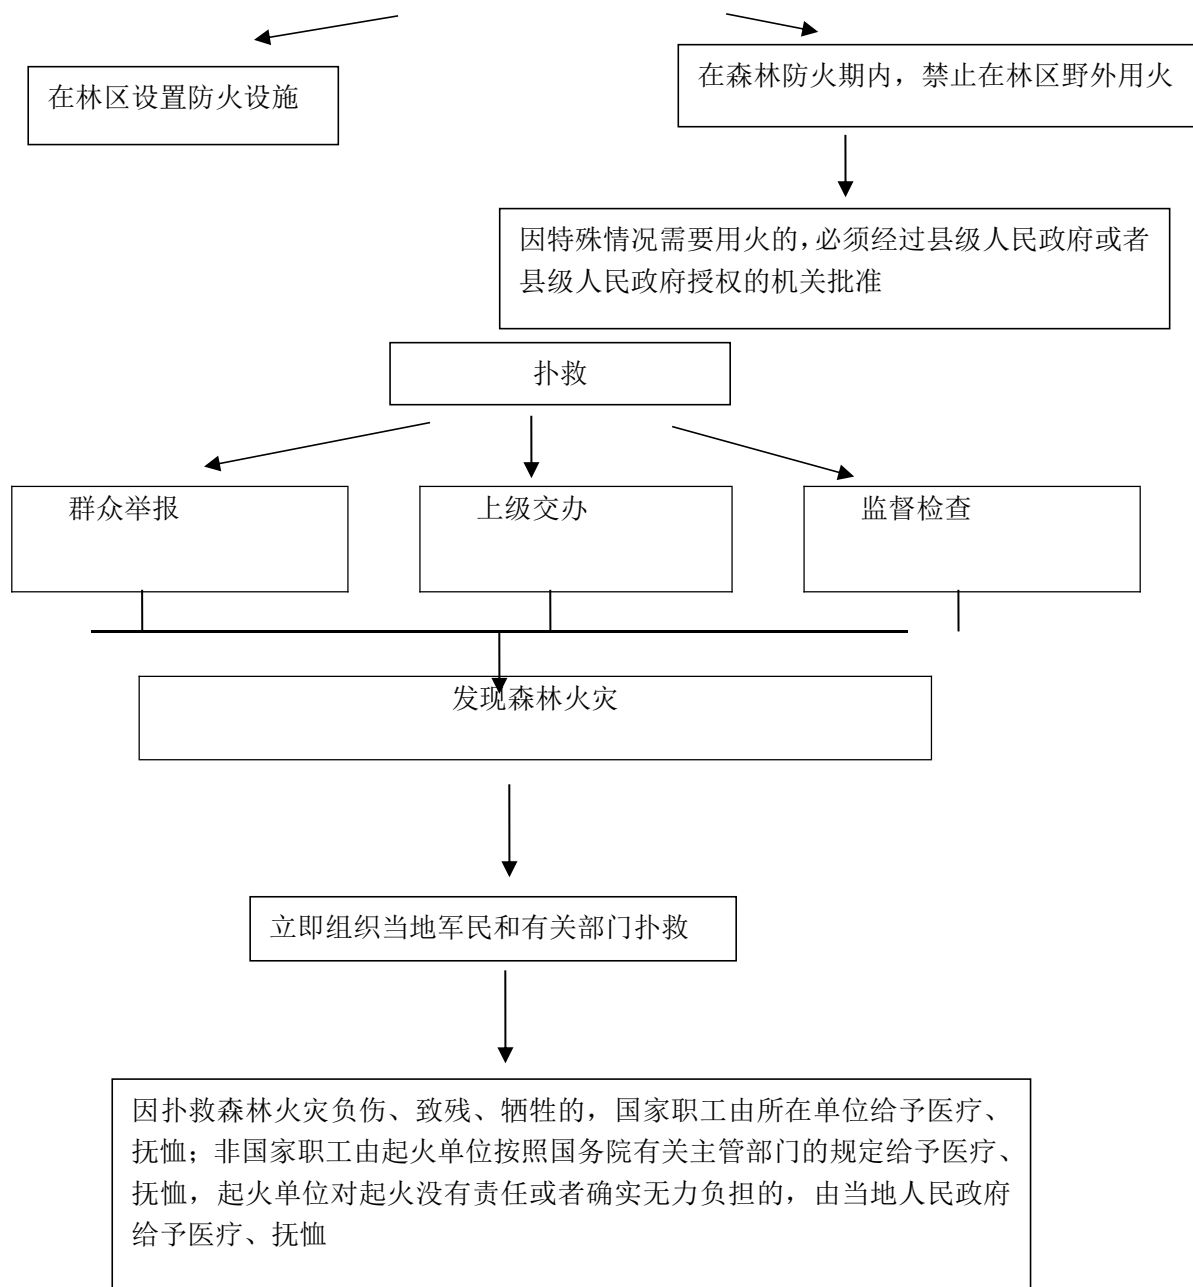 在林区设置防火设施
在森林防火期内，禁止在林区野外用火
因特殊情况需要用火的，必须经过县级人民政府或者
县级人民政府授权的机关批准
扑救
群众举报
上级交办
监督检查
发现森林火灾
立即组织当地军民和有关部门扑救
因扑救森林火灾负伤、致残、牺牲的，国家职工由所在单位给予医疗、
抚恤；非国家职工由起火单位按照国务院有关主管部门的规定给予医疗、
抚恤，起火单位对起火没有责任或者确实无力负担的，由当地人民政府
给予医疗、抚恤